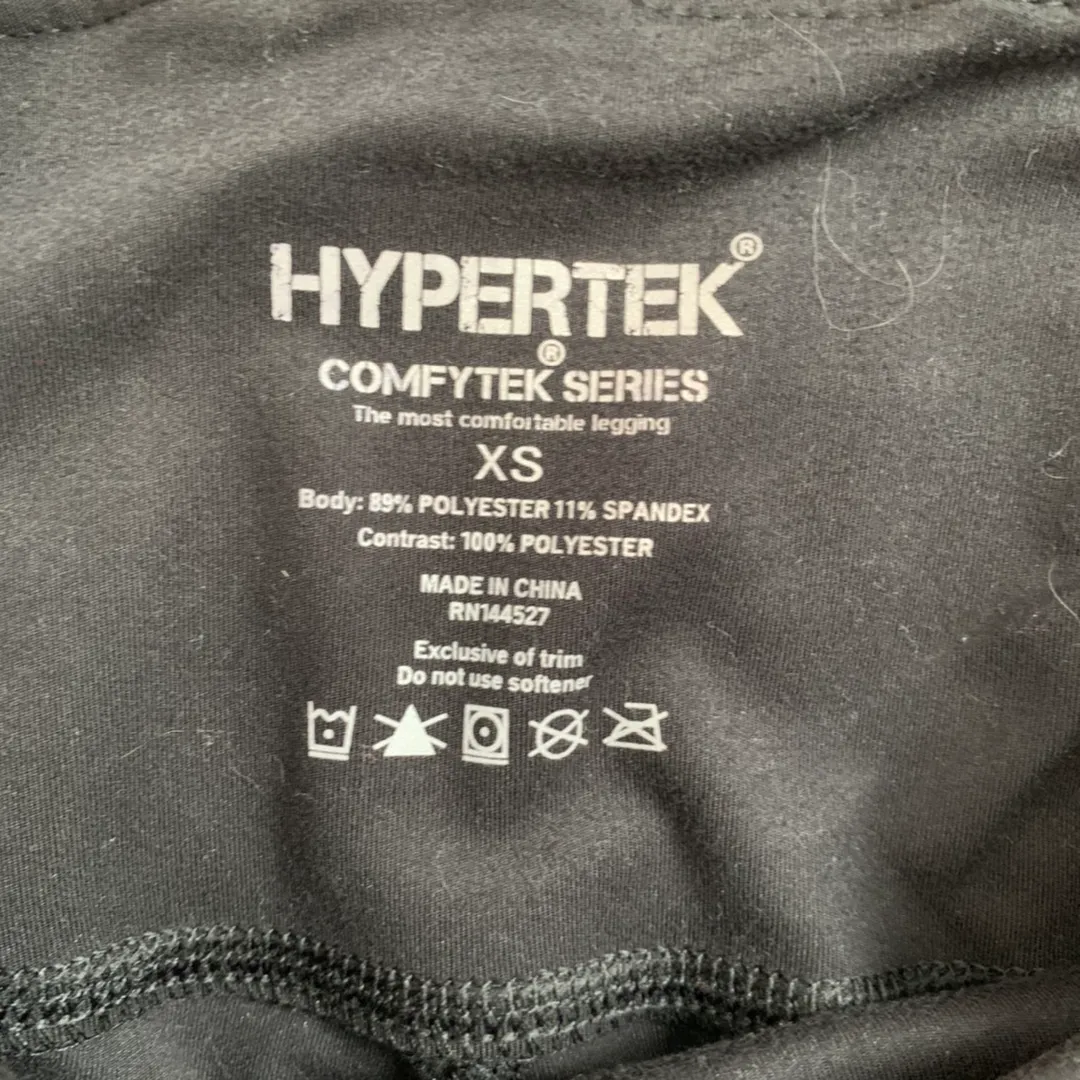 HYPERTEK®
COMFYTEK® SERIES
The most comfortable legging
XS
Body: 89% POLYESTER 11% SPANDEX
Contrast: 100% POLYESTER
MADE IN CHINA
RN144527
Exclusive of trim
Do not use softener